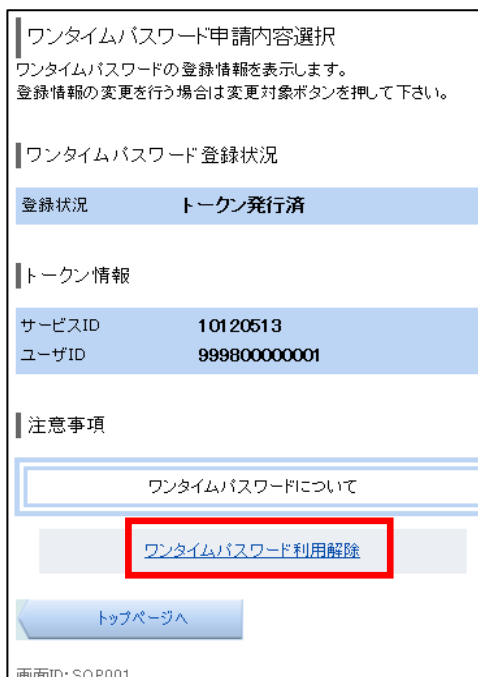 ワンタイムパスワード申請内容選択
ワンタイムパスワードの登録情報を表示します。
登録情報の変更を行う場合は変更対象ボタンを押して下さい。
ワンタイムパスワード登録状況
登録状況 トークン発行済
トークン情報
サービスID 10120513
ユーザID 999800000001
注意事項
ワンタイムパスワードについて
ワンタイムパスワード利用解除
トップページへ
画面ID:SOP001